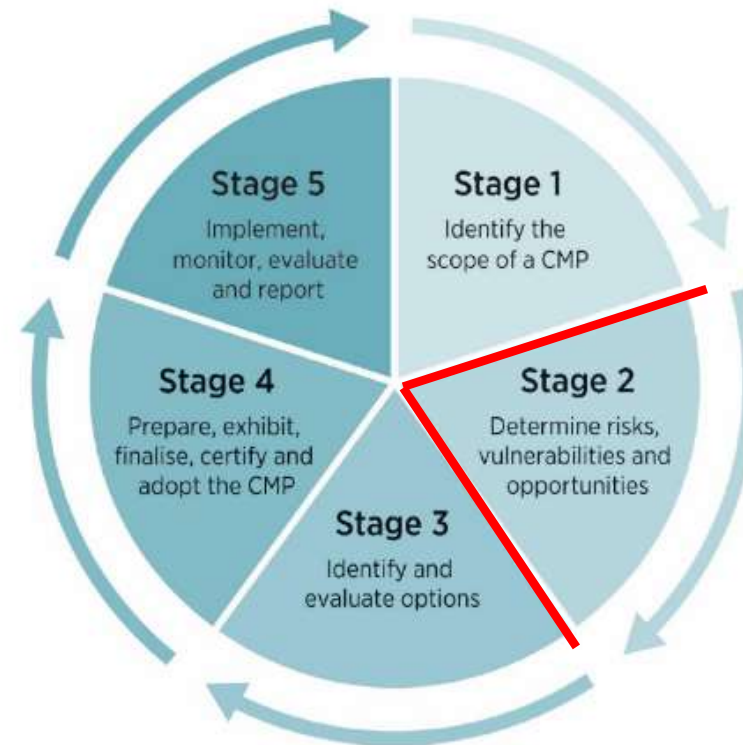 Stage 1
Identify the
scope of a CMP
Stage 2
Determine risks,
vulnerabilities and
opportunities
Stage 3
Identify and
evaluate options
Stage 4
Prepare, exhibit,
finalise, certify and
adopt the CMP
Stage 5
Implement,
monitor, evaluate
and report